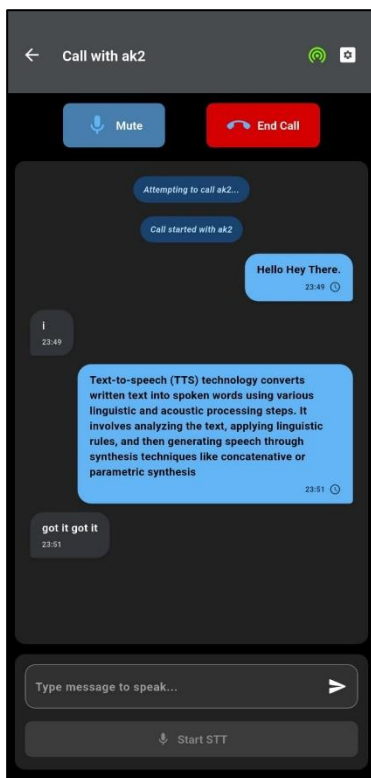 Call with ak2
Mute
End Call
Attempting to call ak2...
Call started with ak2
Hello Hey There.
23:49
i
23:49
Text-to-speech (TTS) technology converts
written text into spoken words using various
linguistic and acoustic processing steps. It
involves analyzing the text, applying linguistic
rules, and then generating speech through
synthesis techniques like concatenative or
parametric synthesis
23:51
got it got it
23:51
Type message to speak...
Start STT